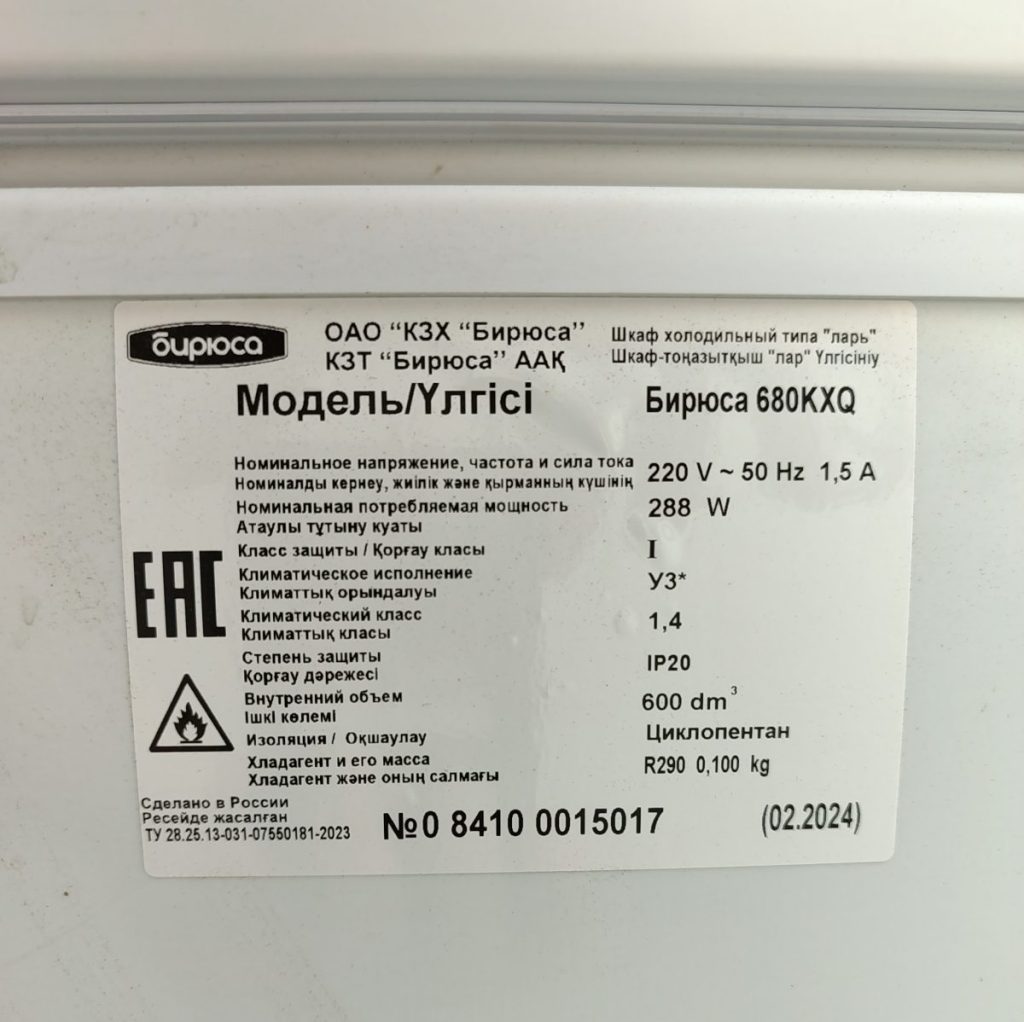 бирюса
ОАО “КЗХ “Бирюса”
КЗТ “Бирюса” ААҚ
Шкаф холодильный типа "ларь"
Шкаф-тоңазытқыш "лар" Үлгісініү
Модель/Үлгісі Бирюса 680KXQ
Номинальное напряжение, частота и сила тока
Номиналды кернеу, жиілік және қырманның күшінің
220 V ~ 50 Hz 1,5 A
Номинальная потребляемая мощность
Атаулы тұтыну куаты
288 W
Класс защиты / Қорғау класы I
Климатическое исполнение
Климаттық орындалуы
У3*
Климатический класс
Климаттық класы
1,4
Степень защиты
Қорғау дәрежесі
IP20
Внутренний объем
Ішкі көлемі
600 dm³
Изоляция / Оқшаулау Циклопентан
Хладагент и его масса
Хладагент және оның салмағы
R290 0,100 kg
EAC
Сделано в России
Ресейде жасалған
ТУ 28.25.13-031-07550181-2023
№0 8410 0015017
(02.2024)